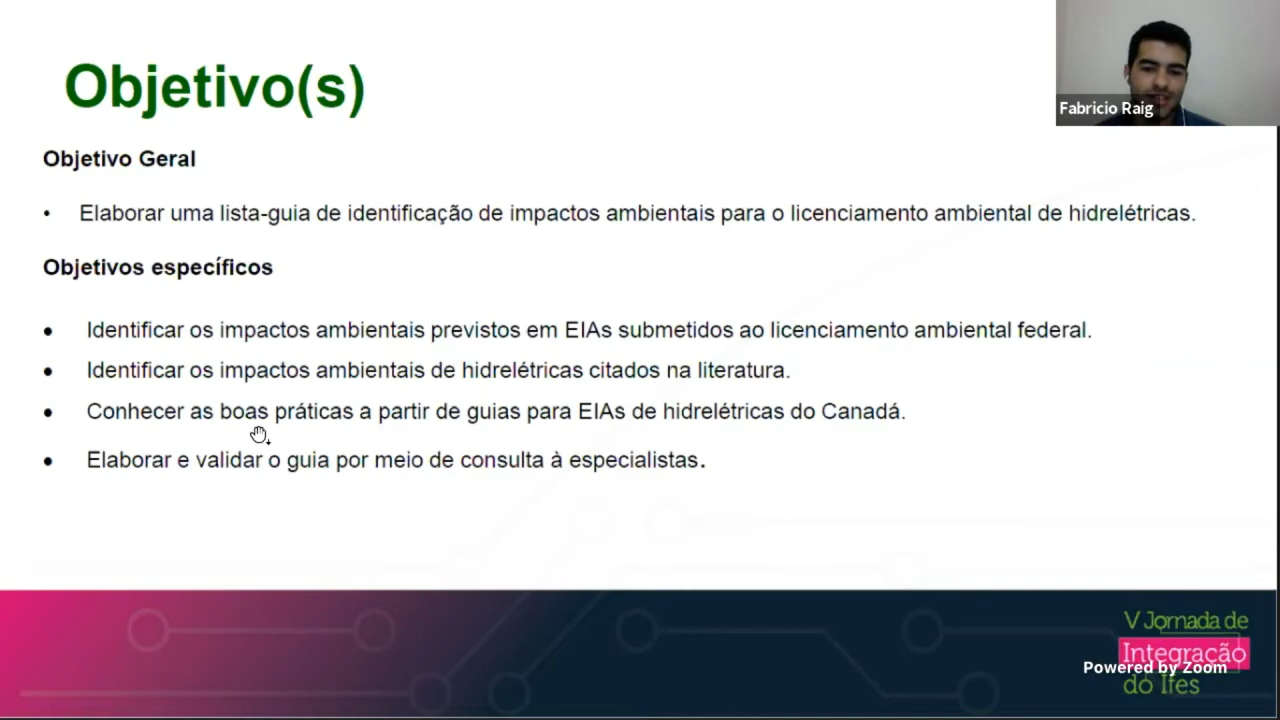 Objetivo(s)
Fabricio Raig
Objetivo Geral
• Elaborar uma lista-guia de identificação de impactos ambientais para o licenciamento ambiental de hidrelétricas.
Objetivos específicos
• Identificar os impactos ambientais previstos em EIAs submetidos ao licenciamento ambiental federal.
• Identificar os impactos ambientais de hidrelétricas citados na literatura.
• Conhecer as boas práticas a partir de guias para EIAs de hidrelétricas do Canadá.
• Elaborar e validar o guia por meio de consulta à especialistas.
V Jornada de
Integração
Powered by Zoom
do Ifes